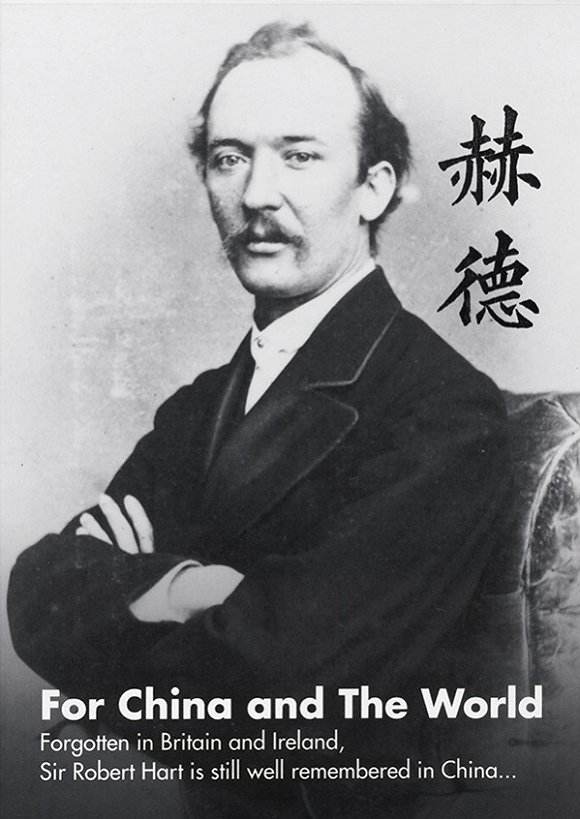 赫德
For China and The World
Forgotten in Britain and Ireland,
Sir Robert Hart is still well remembered in China...